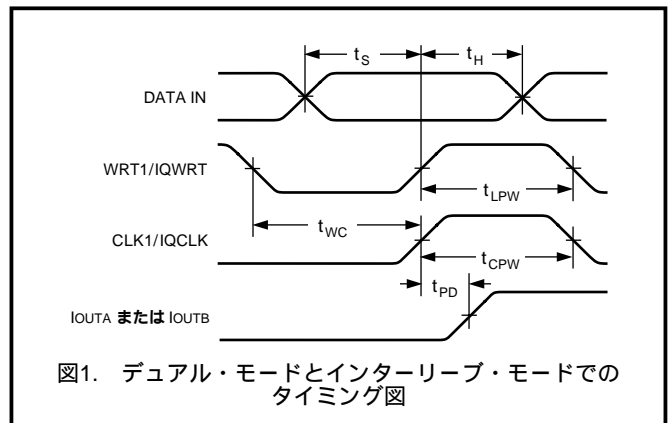 tS
tH
DATA IN
WRT1/IQWRT
tLPW
tWC
CLK1/IQCLK
tCPW
tPD
IOUTA または IOUTB
図1. デュアル・モードとインターリーブ・モードでの
タイミング図